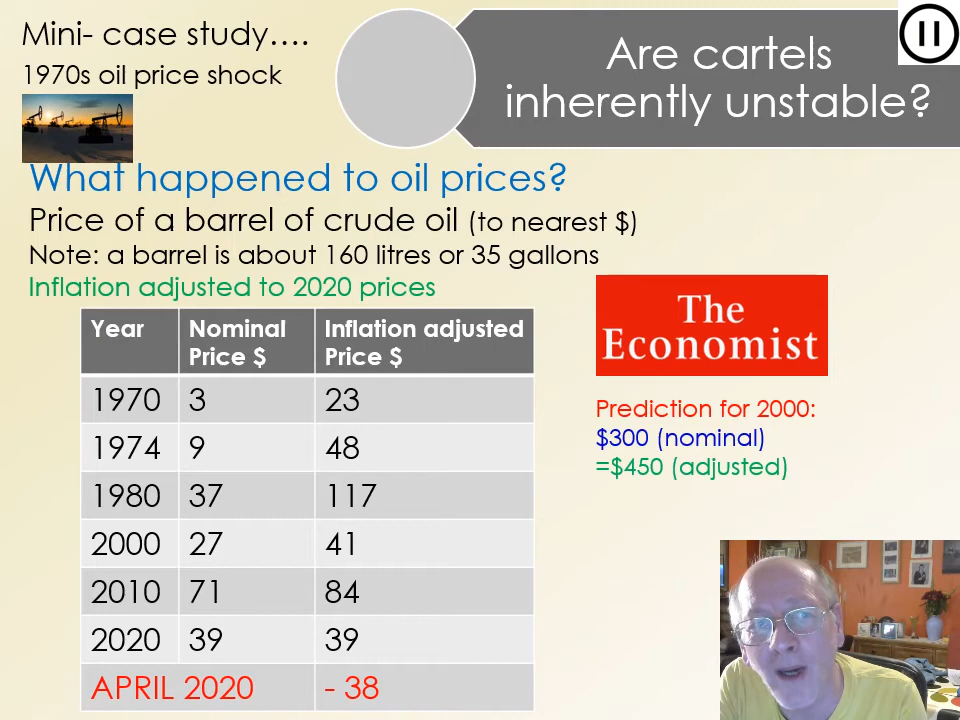 Mini- case study....
1970s oil price shock
Are cartels
inherently unstable?
What happened to oil prices?
Price of a barrel of crude oil (to nearest $)
Note: a barrel is about 160 litres or 35 gallons
Inflation adjusted to 2020 prices
Year Nominal Price $ Inflation adjusted Price $
1970 3 23
1974 9 48
1980 37 117
2000 27 41
2010 71 84
2020 39 39
APRIL 2020 - 38
The
Economist
Prediction for 2000:
$300 (nominal)
=$450 (adjusted)